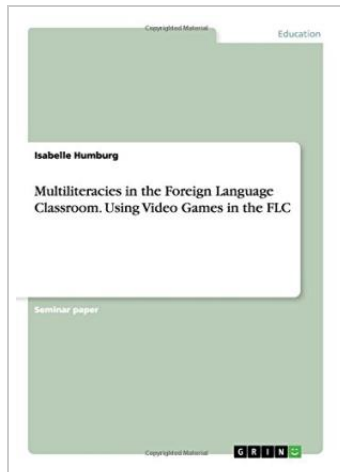 Copyrighted Material
Education
Isabelle Humburg
Multiliteracies in the Foreign Language
Classroom. Using Video Games in the FLC
Seminar paper
Copyrighted Material
GRIN